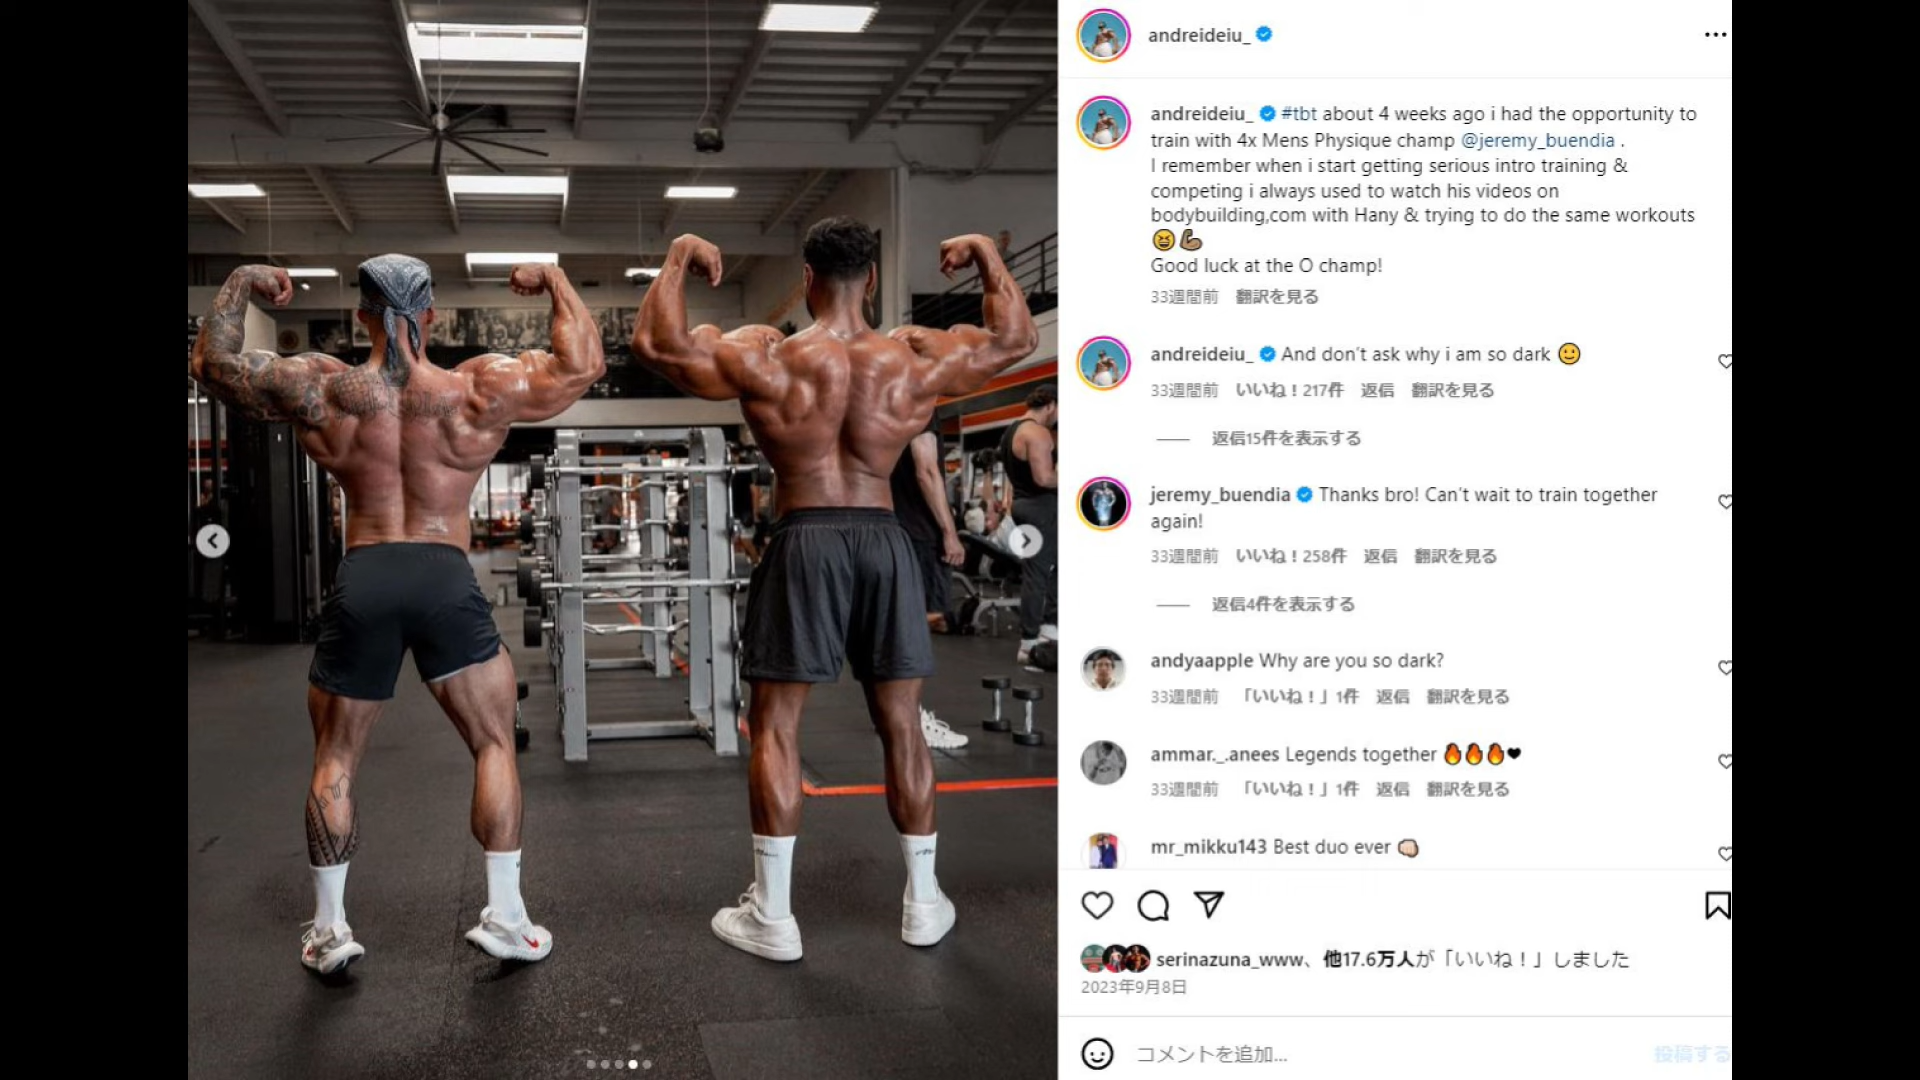 andreideiu_
andreideiu_ #tbt about 4 weeks ago i had the opportunity to
train with 4x Mens Physique champ @jeremy_buendia .
I remember when i start getting serious intro training &
competing i always used to watch his videos on
bodybuilding,com with Hany & trying to do the same workouts
😆💪🏽
Good luck at the O champ!
33週間前 翻訳を見る
andreideiu_ And don't ask why i am so dark 🙂
33週間前 いいね！217件 返信 翻訳を見る
返信15件を表示する
jeremy_buendia Thanks bro! Can't wait to train together
again!
33週間前 いいね！258件 返信 翻訳を見る
返信4件を表示する
andyaapple Why are you so dark?
33週間前 「いいね！」1件 返信 翻訳を見る
ammar._.anees Legends together 🔥🔥🔥🖤
33週間前 「いいね！」1件 返信 翻訳を見る
mr_mikku143 Best duo ever 👊🏻
serinazuna_www、他17.6万人が「いいね！」しました
2023年9月8日
コメントを追加...
投稿する